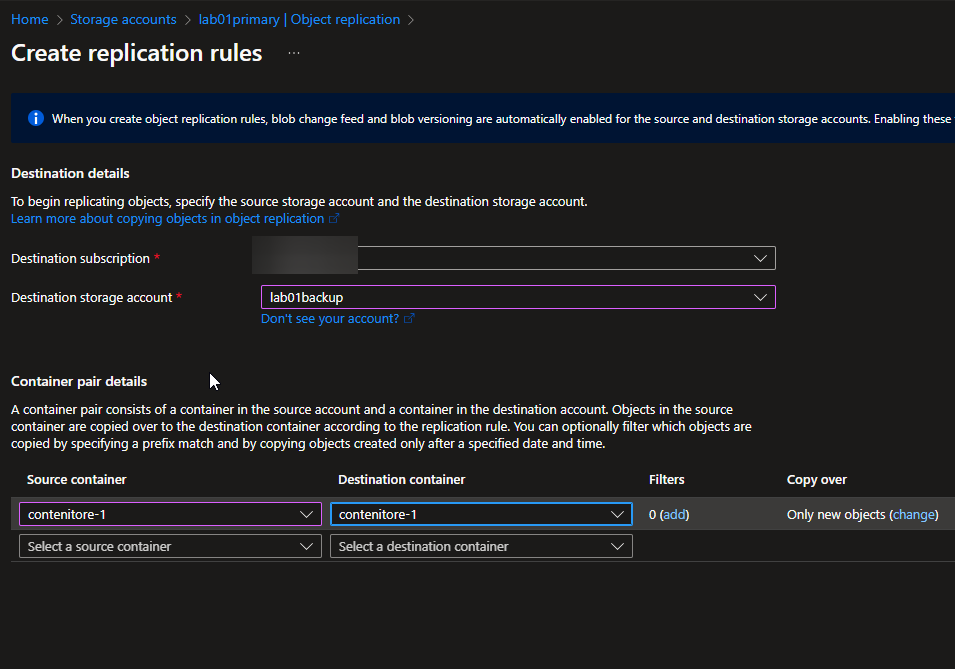 Home > Storage accounts > lab01primary | Object replication >
Create replication rules ...
When you create object replication rules, blob change feed and blob versioning are automatically enabled for the source and destination storage accounts. Enabling these
Destination details
To begin replicating objects, specify the source storage account and the destination storage account.
Learn more about copying objects in object replication
Destination subscription *
Destination storage account * lab01backup
Don't see your account?
Container pair details
A container pair consists of a container in the source account and a container in the destination account. Objects in the source
container are copied over to the destination container according to the replication rule. You can optionally filter which objects are
copied by specifying a prefix match and by copying objects created only after a specified date and time.
Source container Destination container Filters Copy over
contenitore-1 contenitore-1 0 (add) Only new objects (change)
Select a source container Select a destination container